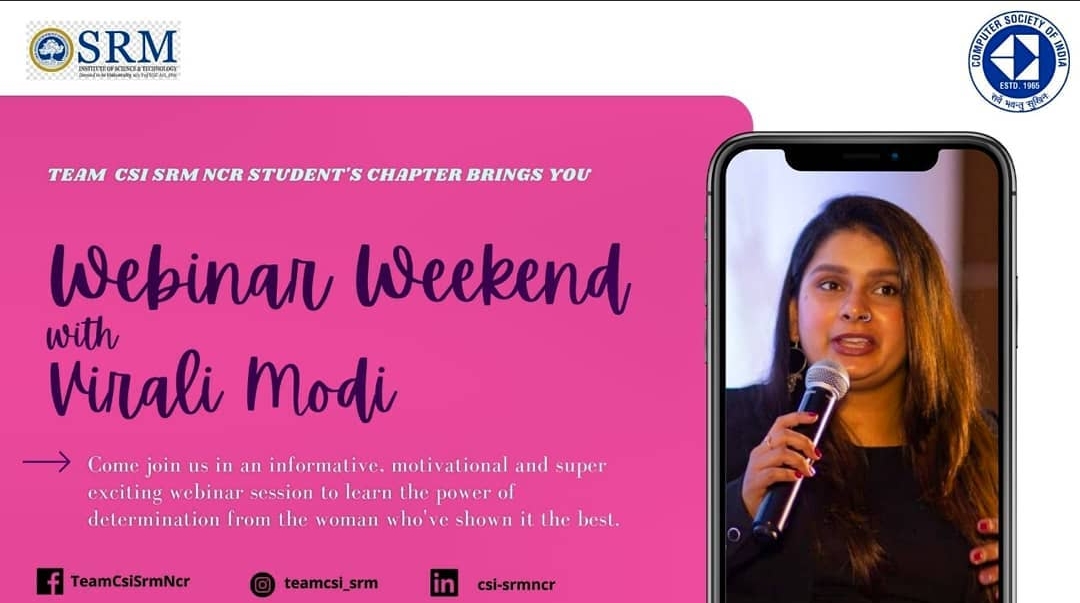 SRM
INSTITUTE OF SCIENCE & TECHNOLOGY
COMPUTER SOCIETY OF INDIA
ESTD. 1965
TEAM CSI SRM NCR STUDENT'S CHAPTER BRINGS YOU
Webinar Weekend
with
Virali Modi
Come join us in an informative, motivational and super
exciting webinar session to learn the power of
determination from the woman who've shown it the best.
TeamCsiSrmNcr
teamcsi_srm
in
csi-srmncr